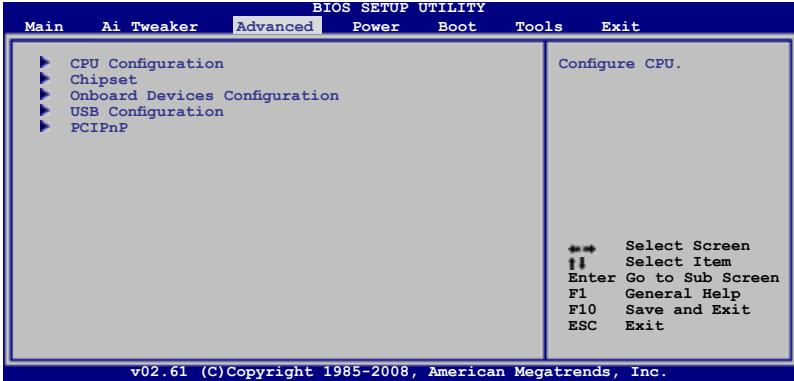 BIOS SETUP UTILITY
Main Ai Tweaker Advanced Power Boot Tools Exit
CPU Configuration
Chipset
Onboard Devices Configuration
USB Configuration
PCIPnP
Configure CPU.
Select Screen
Select Item
Enter Go to Sub Screen
F1 General Help
F10 Save and Exit
ESC Exit
v02.61 (C)Copyright 1985-2008, American Megatrends, Inc.